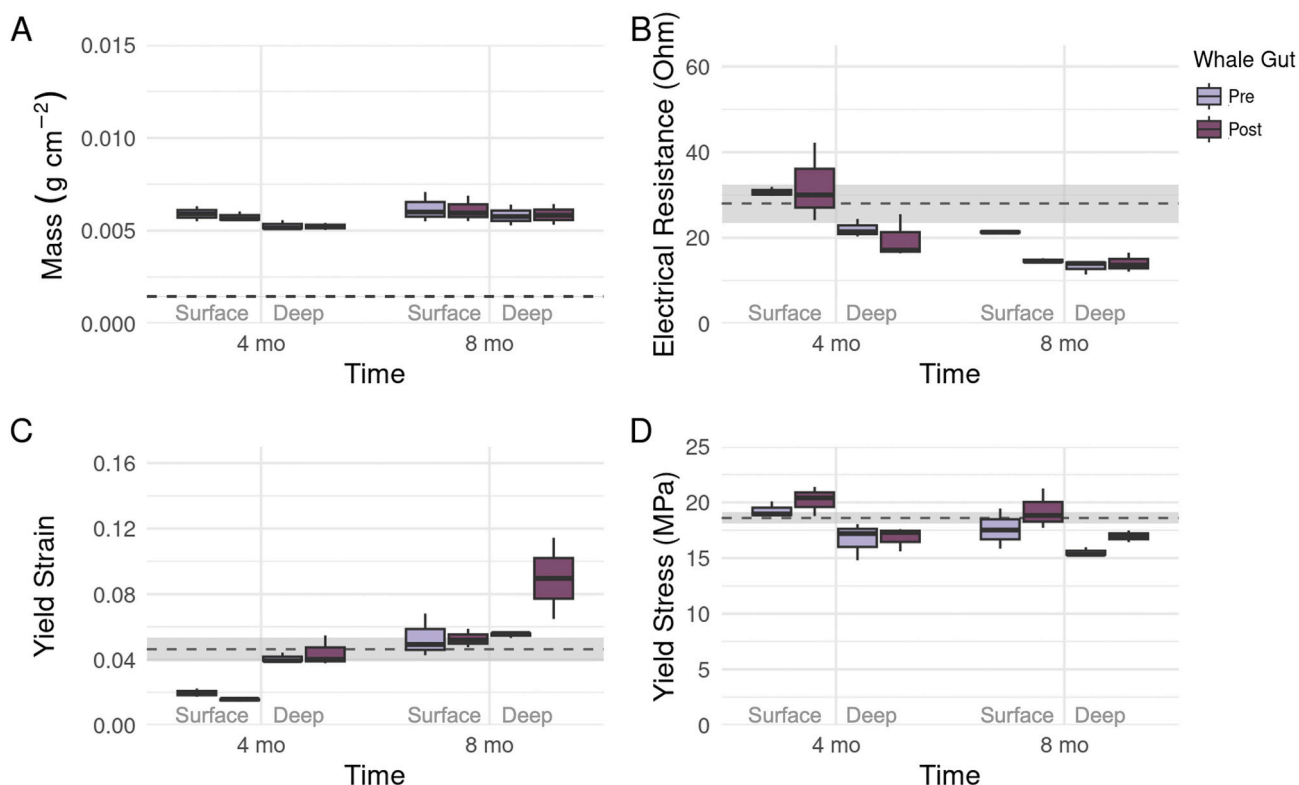 A
Mass (g cm⁻²)
0.015
0.010
0.005
0.000
Surface Deep Surface Deep
4 mo 8 mo
Time
B
Electrical Resistance (Ohm)
60
40
20
0
Surface Deep Surface Deep
4 mo 8 mo
Time
Whale Gut
Pre
Post
C
Yield Strain
0.16
0.12
0.08
0.04
0.00
Surface Deep Surface Deep
4 mo 8 mo
Time
D
Yield Stress (MPa)
25
20
15
10
5
0
Surface Deep Surface Deep
4 mo 8 mo
Time